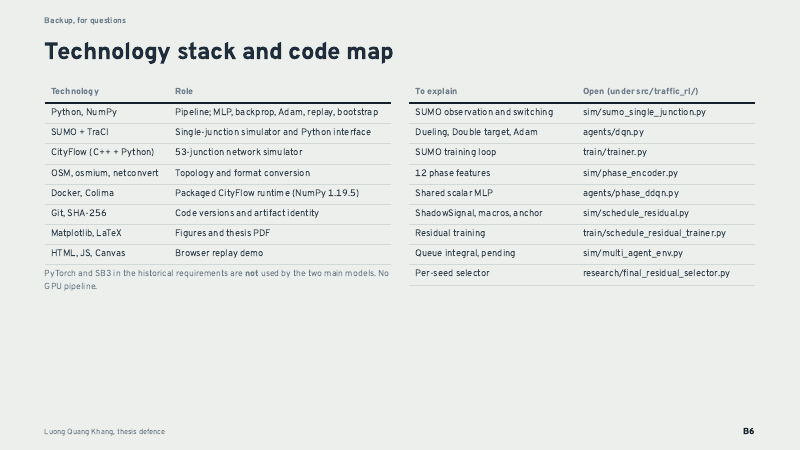 Backup, for questions
Technology stack and code map
Technology Role
Python, NumPy Pipeline; MLP, backprop, Adam, replay, bootstrap
SUMO + TraCI Single-junction simulator and Python interface
CityFlow (C++ + Python) 53-junction network simulator
OSM, osmium, netconvert Topology and format conversion
Docker, Colima Packaged CityFlow runtime (NumPy 1.19.5)
Git, SHA-256 Code versions and artifact identity
Matplotlib, LaTeX Figures and thesis PDF
HTML, JS, Canvas Browser replay demo
PyTorch and SB3 in the historical requirements are not used by the two main models. No
GPU pipeline.
To explain Open (under src/traffic_rl/)
SUMO observation and switching sim/sumo_single_junction.py
Dueling, Double target, Adam agents/dqn.py
SUMO training loop train/trainer.py
12 phase features sim/phase_encoder.py
Shared scalar MLP agents/phase_ddqn.py
ShadowSignal, macros, anchor sim/schedule_residual.py
Residual training train/schedule_residual_trainer.py
Queue integral, pending sim/multi_agent_env.py
Per-seed selector research/final_residual_selector.py
Luong Quang Khang, thesis defence
B6